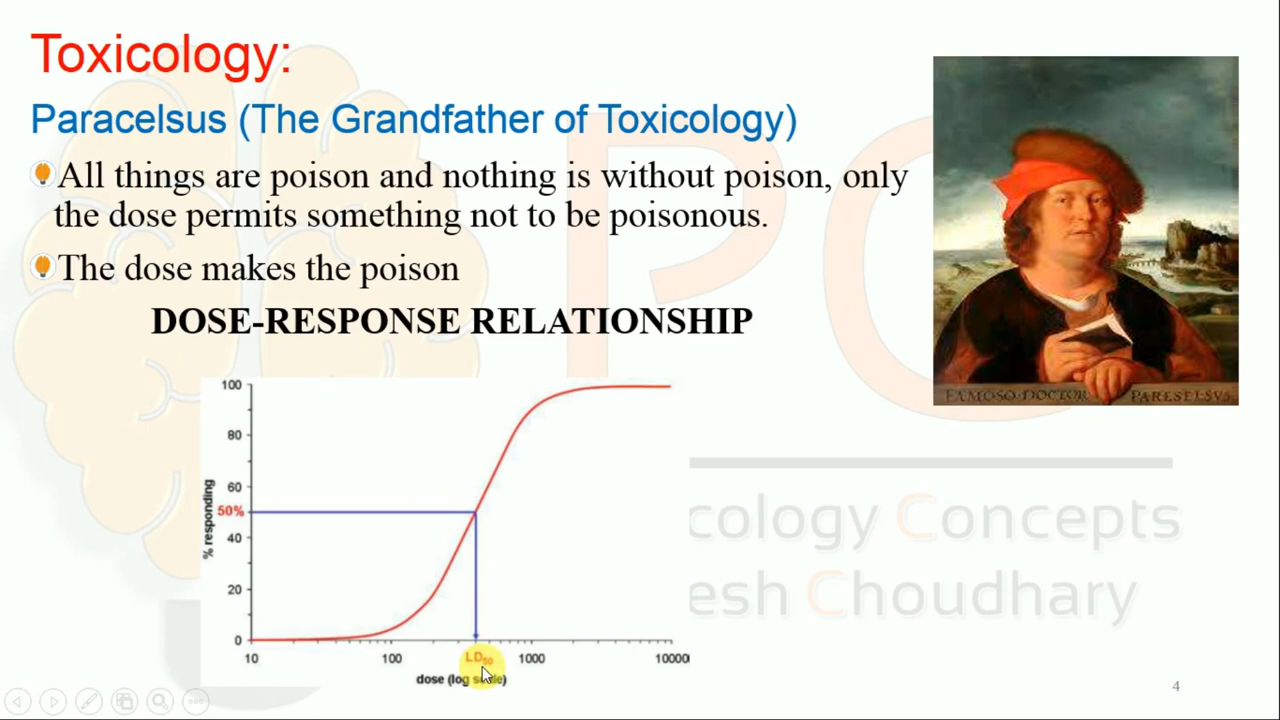 Toxicology:
Paracelsus (The Grandfather of Toxicology)
All things are poison and nothing is without poison, only
the dose permits something not to be poisonous.
The dose makes the poison
DOSE-RESPONSE RELATIONSHIP
FAMOSO·DOCTOR PARESELSVS
100
80
60
50%
40
20
0
% responding
10 100 LD50 1000 10000
dose (log scale)
cology Concepts
esh Choudhary
4